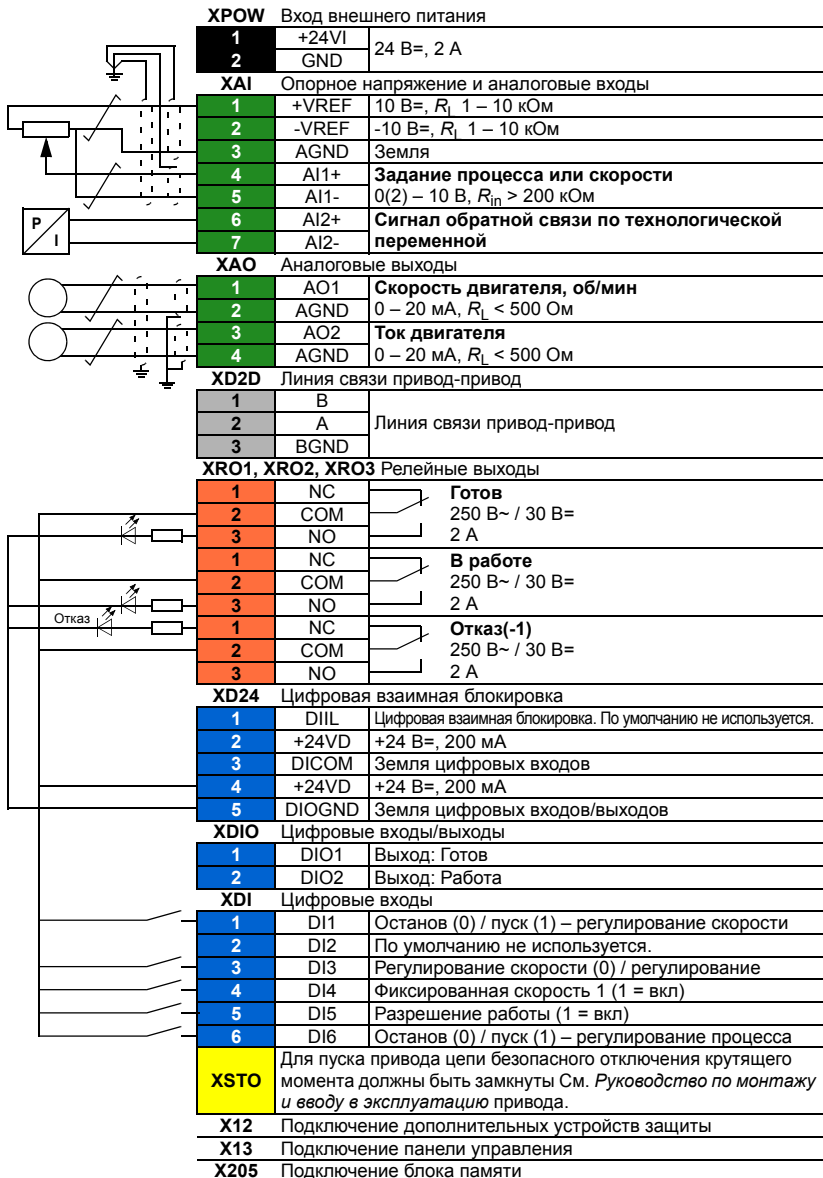 XPOW Вход внешнего питания
1 +24VI 24 В=, 2 А
2 GND
XAI Опорное напряжение и аналоговые входы
1 +VREF 10 В=, RL 1 – 10 кОм
2 -VREF -10 В=, RL 1 – 10 кОм
3 AGND Земля
4 AI1+ Задание процесса или скорости
5 AI1- 0(2) – 10 В, Rin > 200 кОм
P
I
6 AI2+ Сигнал обратной связи по технологической
7 AI2- переменной
XAO Аналоговые выходы
1 AO1 Скорость двигателя, об/мин
2 AGND 0 – 20 мА, RL < 500 Ом
3 AO2 Ток двигателя
4 AGND 0 – 20 мА, RL < 500 Ом
XD2D Линия связи привод-привод
1 B
2 A Линия связи привод-привод
3 BGND
XRO1, XRO2, XRO3 Релейные выходы
1 NC Готов
2 COM 250 В~ / 30 В=
3 NO 2 А
1 NC В работе
2 COM 250 В~ / 30 В=
3 NO 2 А
Отказ
1 NC Отказ(-1)
2 COM 250 В~ / 30 В=
3 NO 2 А
XD24 Цифровая взаимная блокировка
1 DIIL Цифровая взаимная блокировка. По умолчанию не используется.
2 +24VD +24 В=, 200 мА
3 DICOM Земля цифровых входов
4 +24VD +24 В=, 200 мА
5 DIOGND Земля цифровых входов/выходов
XDIO Цифровые входы/выходы
1 DIO1 Выход: Готов
2 DIO2 Выход: Работа
XDI Цифровые входы
1 DI1 Останов (0) / пуск (1) – регулирование скорости
2 DI2 По умолчанию не используется.
3 DI3 Регулирование скорости (0) / регулирование
4 DI4 Фиксированная скорость 1 (1 = вкл)
5 DI5 Разрешение работы (1 = вкл)
6 DI6 Останов (0) / пуск (1) – регулирование процесса
XSTO Для пуска привода цепи безопасного отключения крутящего
момента должны быть замкнуты См. Руководство по монтажу
и вводу в эксплуатацию привода.
X12 Подключение дополнительных устройств защиты
X13 Подключение панели управления
X205 Подключение блока памяти